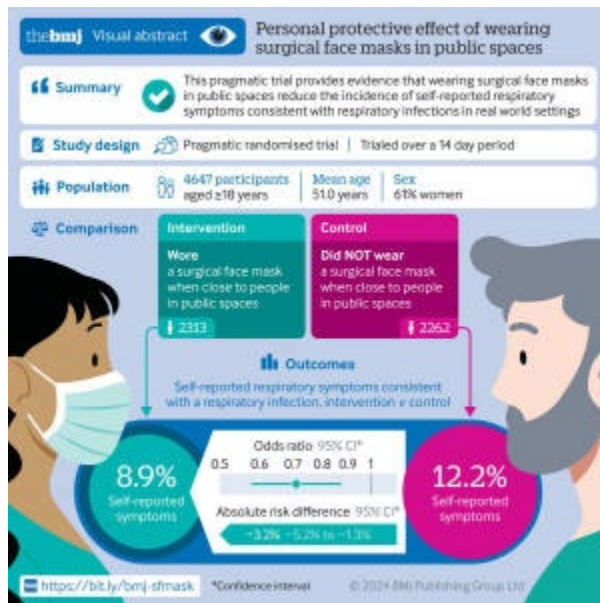 thebmj Visual abstract
Personal protective effect of wearing
surgical face masks in public spaces
Summary
This pragmatic trial provides evidence that wearing surgical face masks
in public spaces reduce the incidence of self-reported respiratory
symptoms consistent with respiratory infections in real world settings
Study design
Pragmatic randomised trial | Trialed over a 14 day period
Population
4647 participants
aged ≥18 years
Mean age
51.0 years
Sex
61% women
Comparison
Intervention
Wore
a surgical face mask
when close to people
in public spaces
2313
Control
Did NOT wear
a surgical face mask
when close to people
in public spaces
2262
Outcomes
Self-reported respiratory symptoms consistent
with a respiratory infection, intervention v control
8.9%
Self-reported
symptoms
Odds ratio 95% CI*
0.5 0.6 0.7 0.8 0.9 1
Absolute risk difference 95% CI*
−3.2% −5.2% to −1.3%
12.2%
Self-reported
symptoms
https://bit.ly/bmj-sfmask
*Confidence interval
© 2024 BMJ Publishing Group Ltd